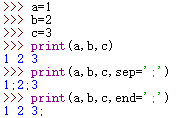 >>> a=1
>>> b=2
>>> c=3
>>> print(a,b,c)
1 2 3
>>> print(a,b,c,sep=';')
1;2;3
>>> print(a,b,c,end=';')
1 2 3;